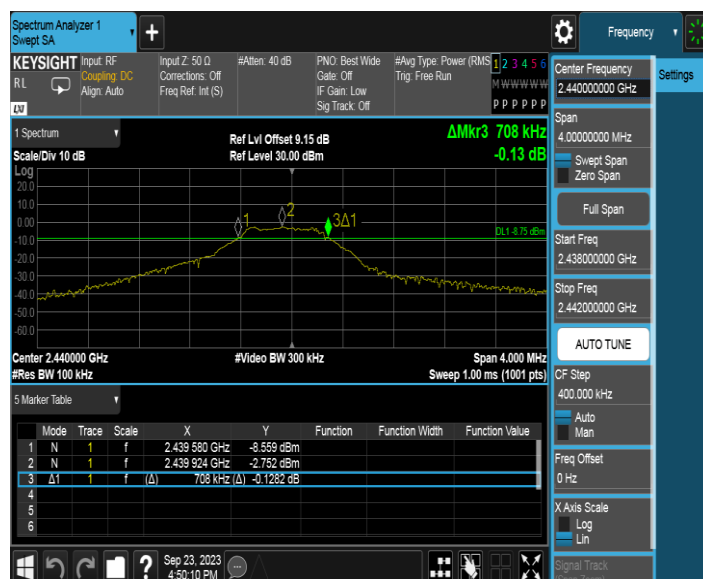 Spectrum Analyzer 1
Swept SA
Frequency
KEYSIGHT
RL
LXI
Input: RF
Coupling: DC
Align: Auto
Input Z: 50 Ω
Corrections: Off
Freq Ref: Int (S)
#Atten: 40 dB
PNO: Best Wide
Gate: Off
IF Gain: Low
Sig Track: Off
#Avg Type: Power (RMS
Trig: Free Run
1 2 3 4 5 6
M W W W W W
P P P P P P
Center Frequency
2.440000000 GHz
Settings
Span
4.00000000 MHz
Swept Span
Zero Span
Full Span
Start Freq
2.438000000 GHz
Stop Freq
2.442000000 GHz
AUTO TUNE
CF Step
400.000 kHz
Auto
Man
Freq Offset
0 Hz
X Axis Scale
Log
Lin
Signal Track
1 Spectrum
Scale/Div 10 dB
Ref Lvl Offset 9.15 dB
Ref Level 30.00 dBm
ΔMkr3 708 kHz
-0.13 dB
Log
20.0
10.0
0.00
-10.0
-20.0
-30.0
-40.0
-50.0
-60.0
1
2
3Δ1
DL1 -8.75 dBm
Center 2.440000 GHz
#Video BW 300 kHz
Span 4.000 MHz
#Res BW 100 kHz
Sweep 1.00 ms (1001 pts)
5 Marker Table
Mode Trace Scale X Y Function Function Width Function Value
1 N 1 f 2.439 580 GHz -8.559 dBm
2 N 1 f 2.439 924 GHz -2.752 dBm
3 Δ1 1 f (Δ) 708 kHz (Δ) -0.1282 dB
4
5
6
?
Sep 23, 2023
4:50:10 PM